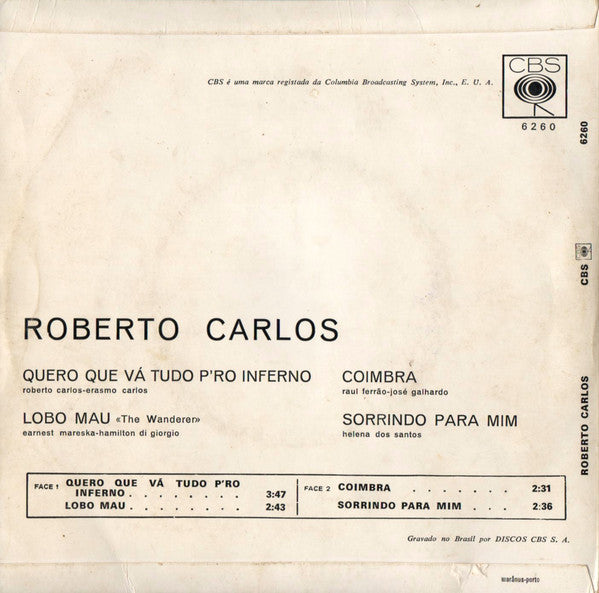 CBS é uma marca registada da Columbia Broadcasting System, Inc., E. U. A.
CBS
6260
6260
CBS
ROBERTO CARLOS
ROBERTO CARLOS
QUERO QUE VÁ TUDO P'RO INFERNO
roberto carlos-erasmo carlos
LOBO MAU «The Wanderer»
earnest mareska-hamilton di giorgio
COIMBRA
raul ferrão-josé galhardo
SORRINDO PARA MIM
helena dos santos
FACE 1 QUERO QUE VÁ TUDO P'RO
INFERNO . . . . . . . . 3:47
LOBO MAU . . . . . . . . 2:43
FACE 2 COIMBRA . . . . . . . 2:31
SORRINDO PARA MIM . . . 2:36
Gravado no Brasil por DISCOS CBS S. A.
marânus-porto